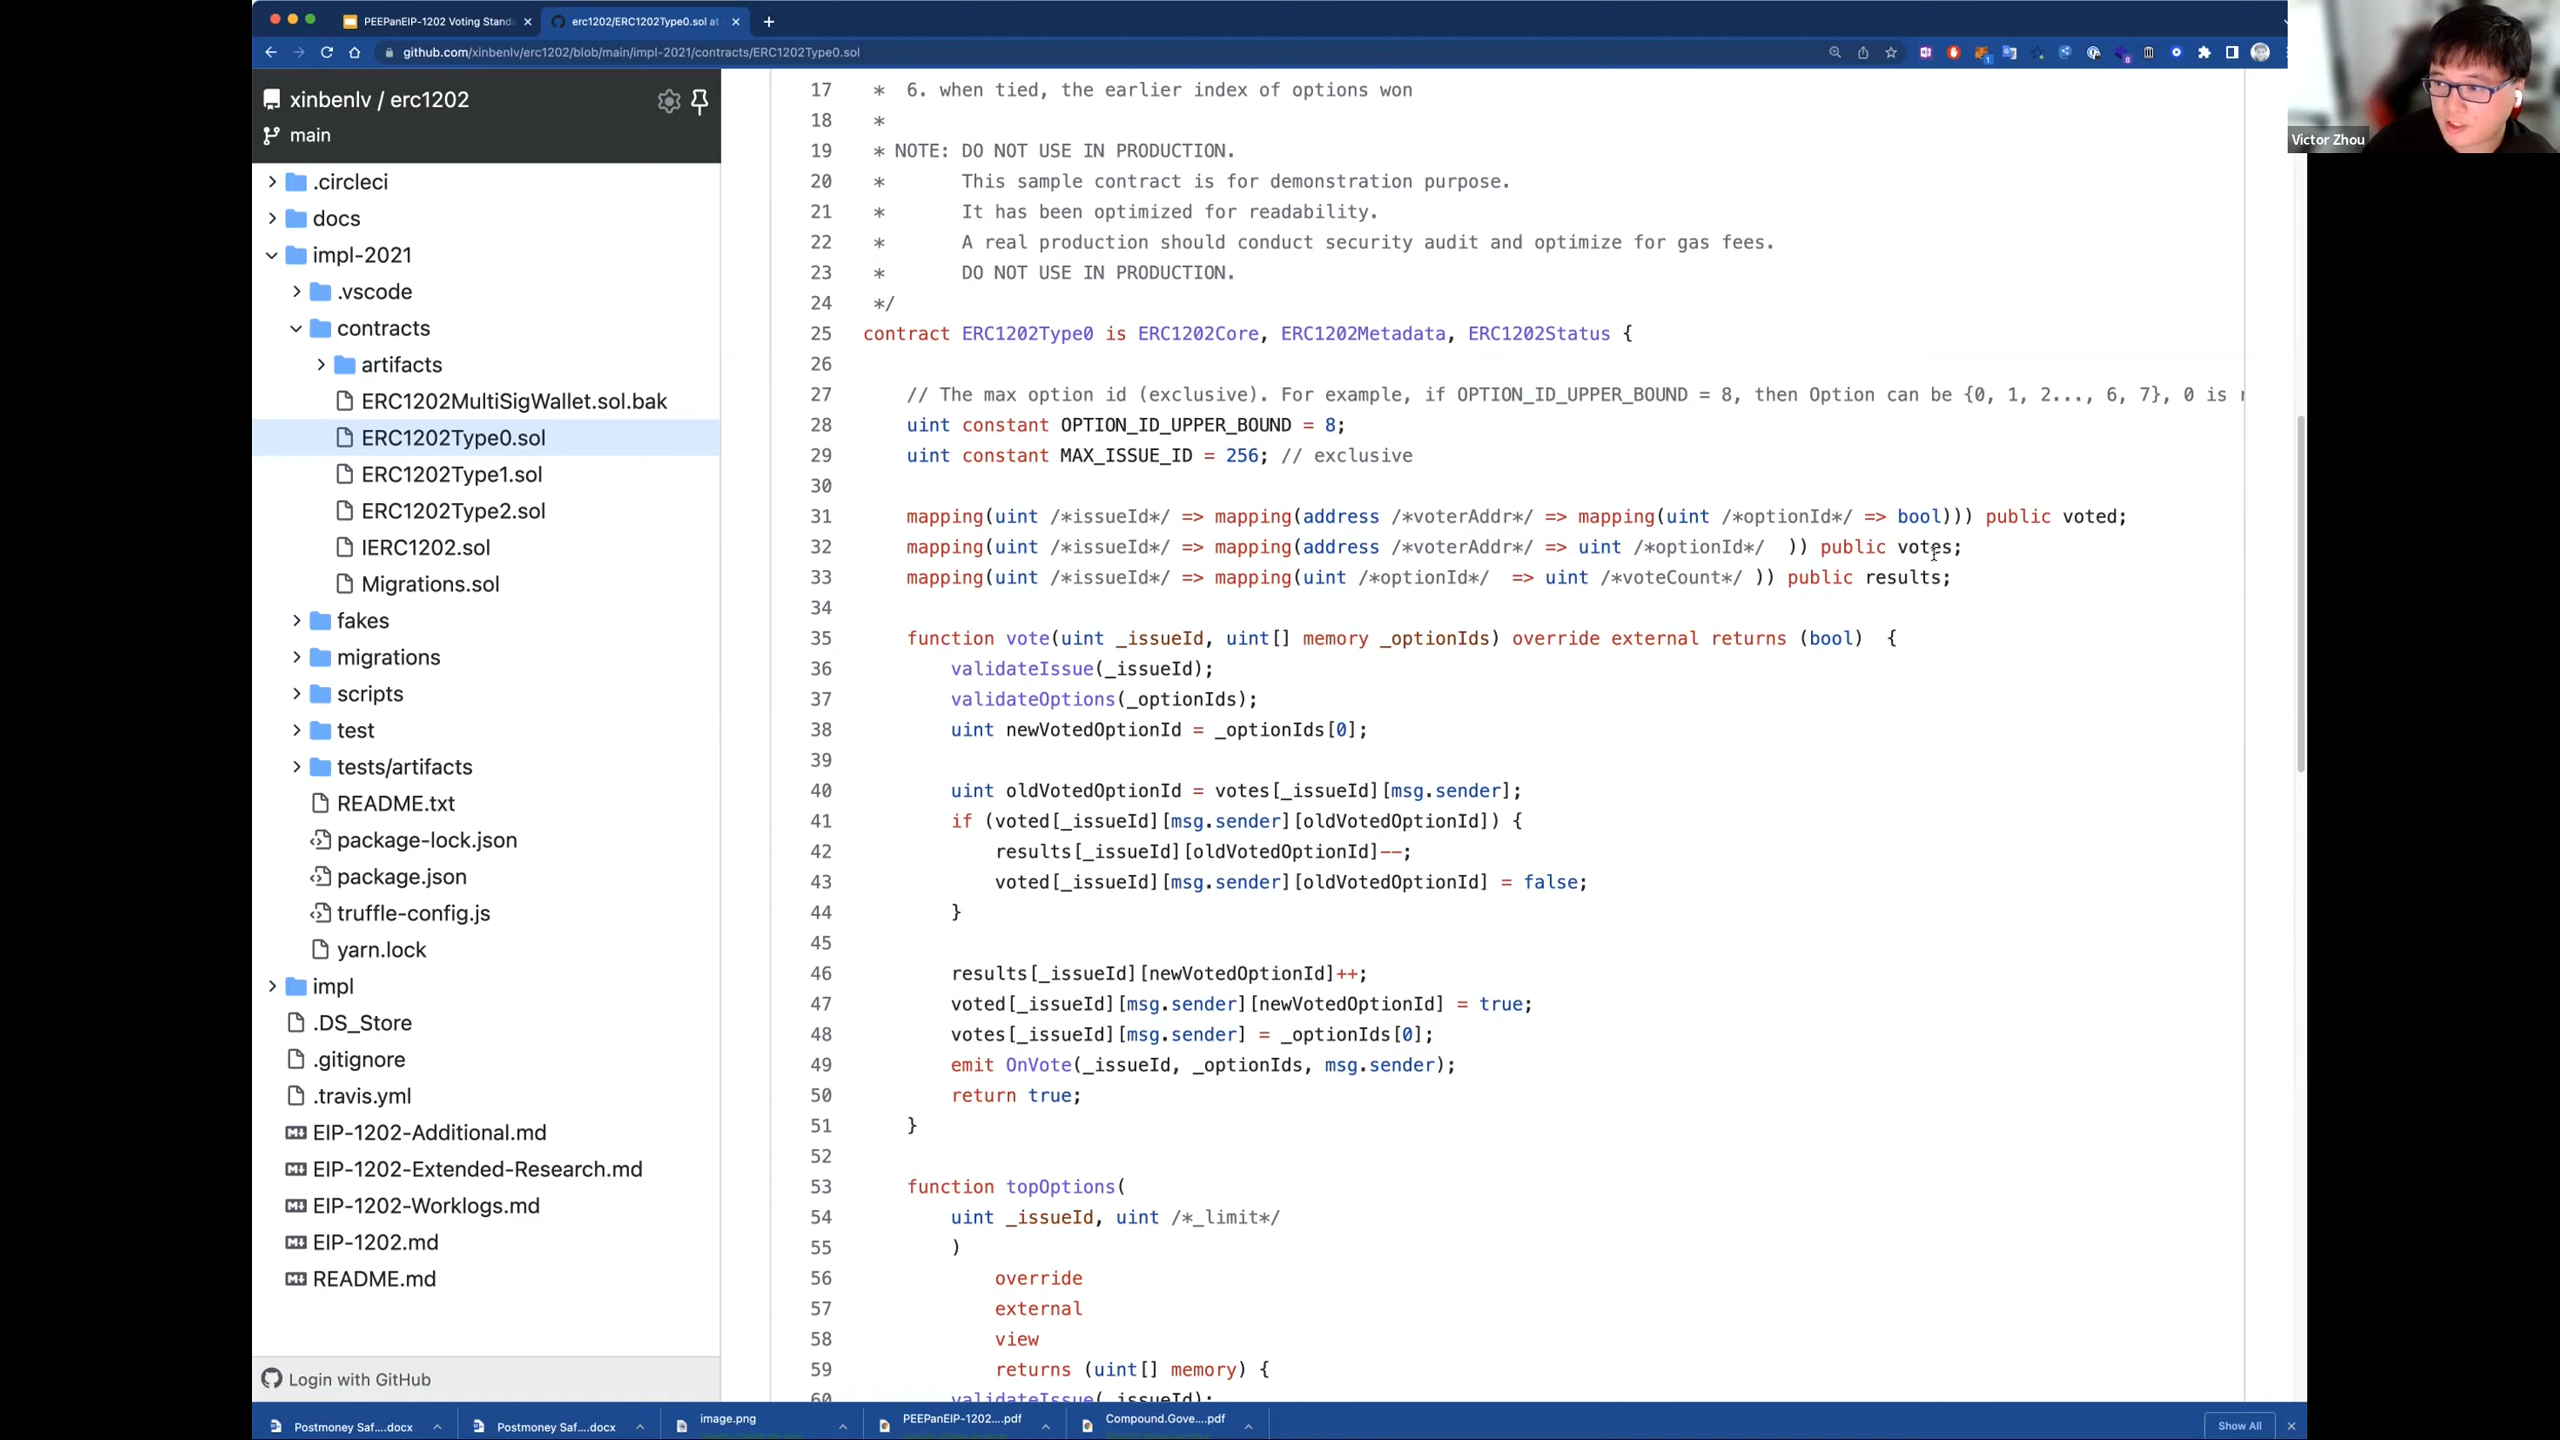 PEEPanEIP-1202 Voting Stand
erc1202/ERC1202Type0.sol at
github.com/xinbenlv/erc1202/blob/main/impl-2021/contracts/ERC1202Type0.sol
Victor Zhou
xinbenlv / erc1202
main
.circleci
docs
impl-2021
.vscode
contracts
artifacts
ERC1202MultiSigWallet.sol.bak
ERC1202Type0.sol
ERC1202Type1.sol
ERC1202Type2.sol
IERC1202.sol
Migrations.sol
fakes
migrations
scripts
test
tests/artifacts
README.txt
package-lock.json
package.json
truffle-config.js
yarn.lock
impl
.DS_Store
.gitignore
.travis.yml
EIP-1202-Additional.md
EIP-1202-Extended-Research.md
EIP-1202-Worklogs.md
EIP-1202.md
README.md
Login with GitHub
17 * 6. when tied, the earlier index of options won
18 *
19 * NOTE: DO NOT USE IN PRODUCTION.
20 * This sample contract is for demonstration purpose.
21 * It has been optimized for readability.
22 * A real production should conduct security audit and optimize for gas fees.
23 * DO NOT USE IN PRODUCTION.
24 */
25 contract ERC1202Type0 is ERC1202Core, ERC1202Metadata, ERC1202Status {
26
27 // The max option id (exclusive). For example, if OPTION_ID_UPPER_BOUND = 8, then Option can be {0, 1, 2..., 6, 7}, 0 is
28 uint constant OPTION_ID_UPPER_BOUND = 8;
29 uint constant MAX_ISSUE_ID = 256; // exclusive
30
31 mapping(uint /*issueId*/ => mapping(address /*voterAddr*/ => mapping(uint /*optionId*/ => bool))) public voted;
32 mapping(uint /*issueId*/ => mapping(address /*voterAddr*/ => uint /*optionId*/ )) public votes;
33 mapping(uint /*issueId*/ => mapping(uint /*optionId*/ => uint /*voteCount*/ )) public results;
34
35 function vote(uint _issueId, uint[] memory _optionIds) override external returns (bool) {
36 validateIssue(_issueId);
37 validateOptions(_optionIds);
38 uint newVotedOptionId = _optionIds[0];
39
40 uint oldVotedOptionId = votes[_issueId][msg.sender];
41 if (voted[_issueId][msg.sender][oldVotedOptionId]) {
42 results[_issueId][oldVotedOptionId]--;
43 voted[_issueId][msg.sender][oldVotedOptionId] = false;
44 }
45
46 results[_issueId][newVotedOptionId]++;
47 voted[_issueId][msg.sender][newVotedOptionId] = true;
48 votes[_issueId][msg.sender] = _optionIds[0];
49 emit OnVote(_issueId, _optionIds, msg.sender);
50 return true;
51 }
52
53 function topOptions(
54 uint _issueId, uint /*_limit*/
55 )
56 override
57 external
58 view
59 returns (uint[] memory) {
60 validateIssue(_issueId);
Postmoney Saf....docx
Postmoney Saf....docx
image.png
PEEPanEIP-1202....pdf
Compound.Gove....pdf
Show All